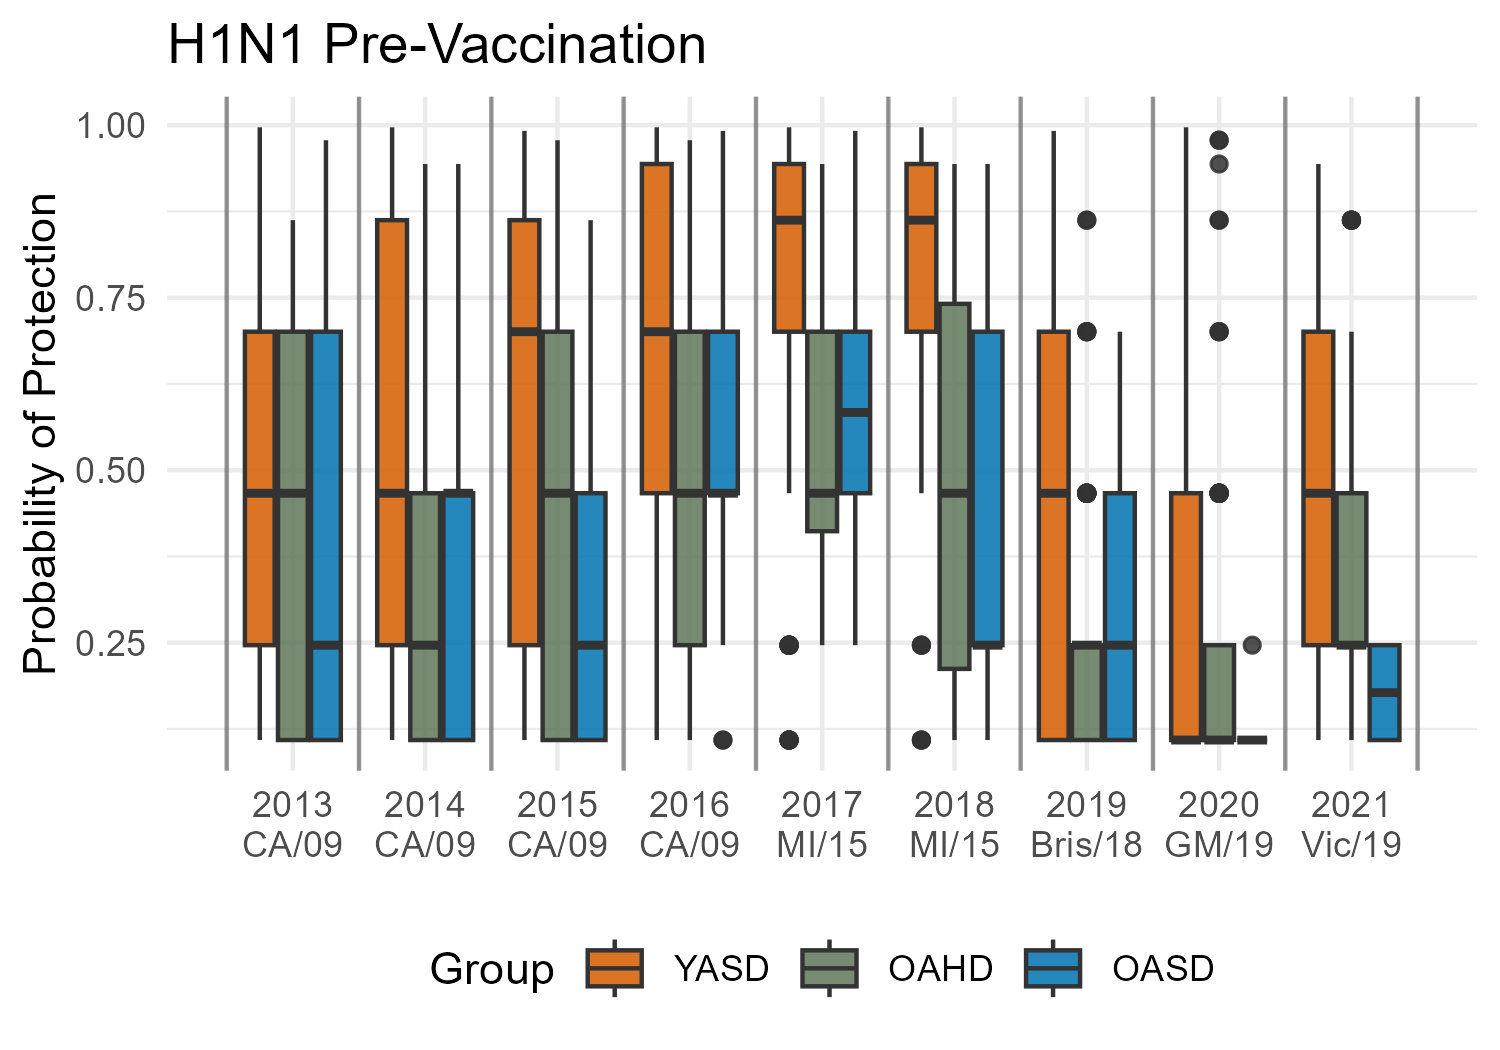 H1N1 Pre-Vaccination
Probability of Protection
1.00
0.75
0.50
0.25
2013 2014 2015 2016 2017 2018 2019 2020 2021
CA/09 CA/09 CA/09 CA/09 MI/15 MI/15 Bris/18 GM/19 Vic/19
Group YASD OAHD OASD